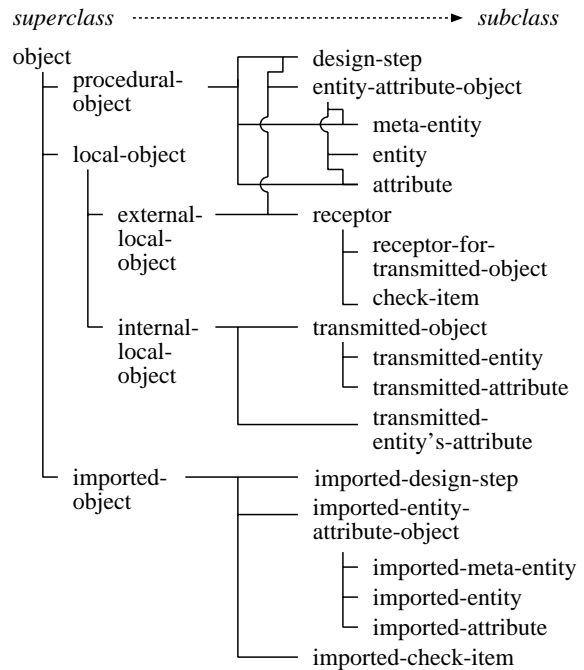 superclass subclass
object
design-step
procedural-
object
entity-attribute-object
meta-entity
local-object
entity
attribute
external-
local-
object
receptor
receptor-for-
transmitted-object
check-item
internal-
local-
object
transmitted-object
transmitted-entity
transmitted-attribute
transmitted-
entity's-attribute
imported-
object
imported-design-step
imported-entity-
attribute-object
imported-meta-entity
imported-entity
imported-attribute
imported-check-item